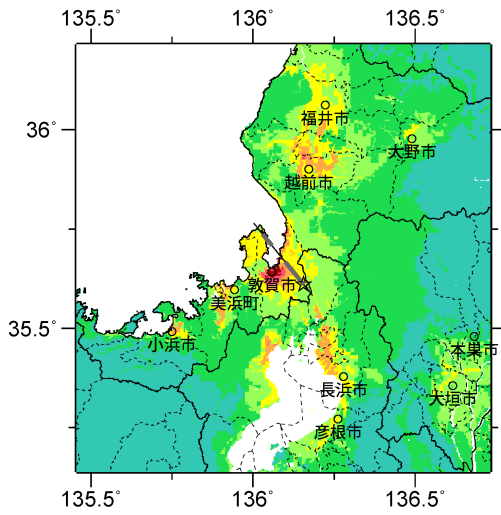 135.5° 136° 136.5°
36°
福井市
大野市
越前市
敦賀市
美浜町
35.5°
小浜市
本巣市
長浜市
大垣市
彦根市
135.5° 136° 136.5°